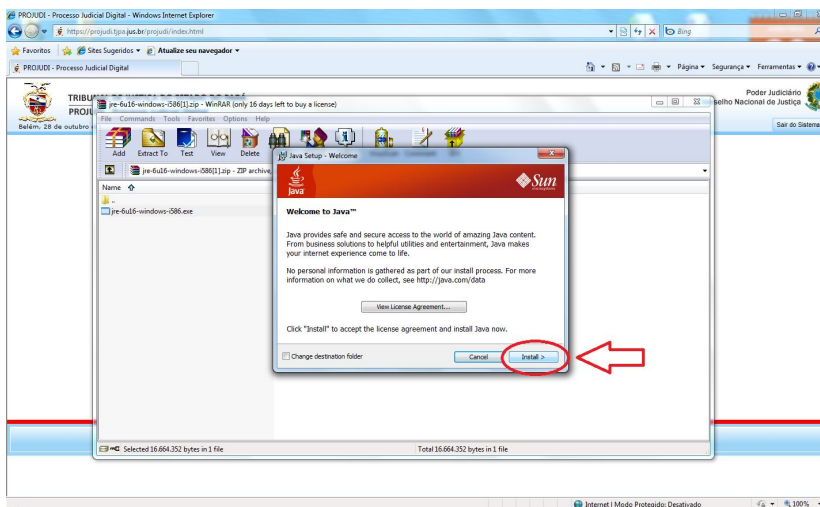 PROJUDI - Processo Judicial Digital - Windows Internet Explorer
https://projudi.tjpa.jus.br/projudi/index.html
Bing
Favoritos Sites Sugeridos Atualize seu navegador
PROJUDI - Processo Judicial Digital
Página Segurança Ferramentas
TRIBU
PROJ
Poder Judiciário
selho Nacional de Justiça
Belém, 28 de outubro
Sair do Sistema
jre-6u16-windows-i586[1].zip - WinRAR (only 16 days left to buy a license)
File Commands Tools Favorites Options Help
Add Extract To Test View Delete
jre-6u16-windows-i586[1].zip - ZIP archive,
Name
..
jre-6u16-windows-i586.exe
Java Setup - Welcome
Java
Sun
microsystems
Welcome to Java™
Java provides safe and secure access to the world of amazing Java content.
From business solutions to helpful utilities and entertainment, Java makes
your internet experience come to life.
No personal information is gathered as part of our install process. For more
information on what we do collect, see http://java.com/data
View License Agreement...
Click "Install" to accept the license agreement and install Java now.
Change destination folder
Cancel
Install >
Selected 16.664.352 bytes in 1 file
Total 16.664.352 bytes in 1 file
Internet | Modo Protegido: Desativado
100%